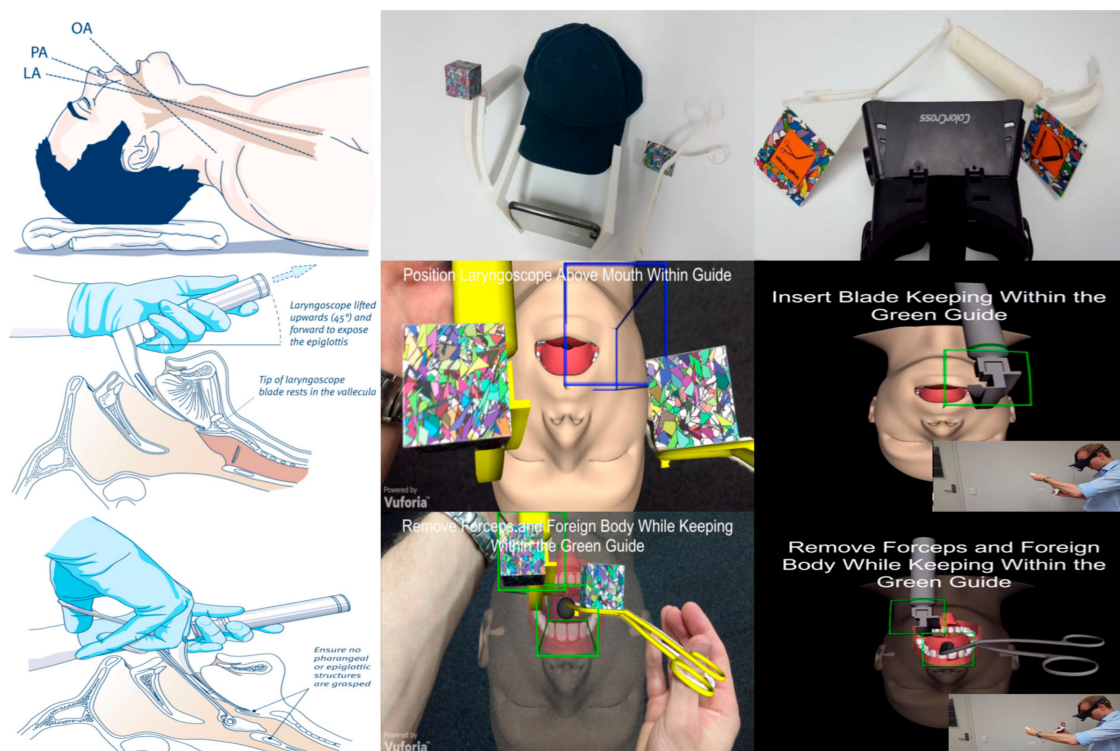 OA
PA
LA
ColorCross
Laryngoscope lifted
upwards (45°) and
forward to expose
the epiglottis
Tip of laryngoscope
blade rests in the vallecula
Position Laryngoscope Above Mouth Within Guide
Powered by
Vuforia™
Insert Blade Keeping Within the
Green Guide
Ensure no
pharangeal
or epiglottic
structures
are grasped
Remove Forceps and Foreign Body While Keeping
Within the Green Guide
Powered by
Vuforia™
Remove Forceps and Foreign
Body While Keeping Within the
Green Guide